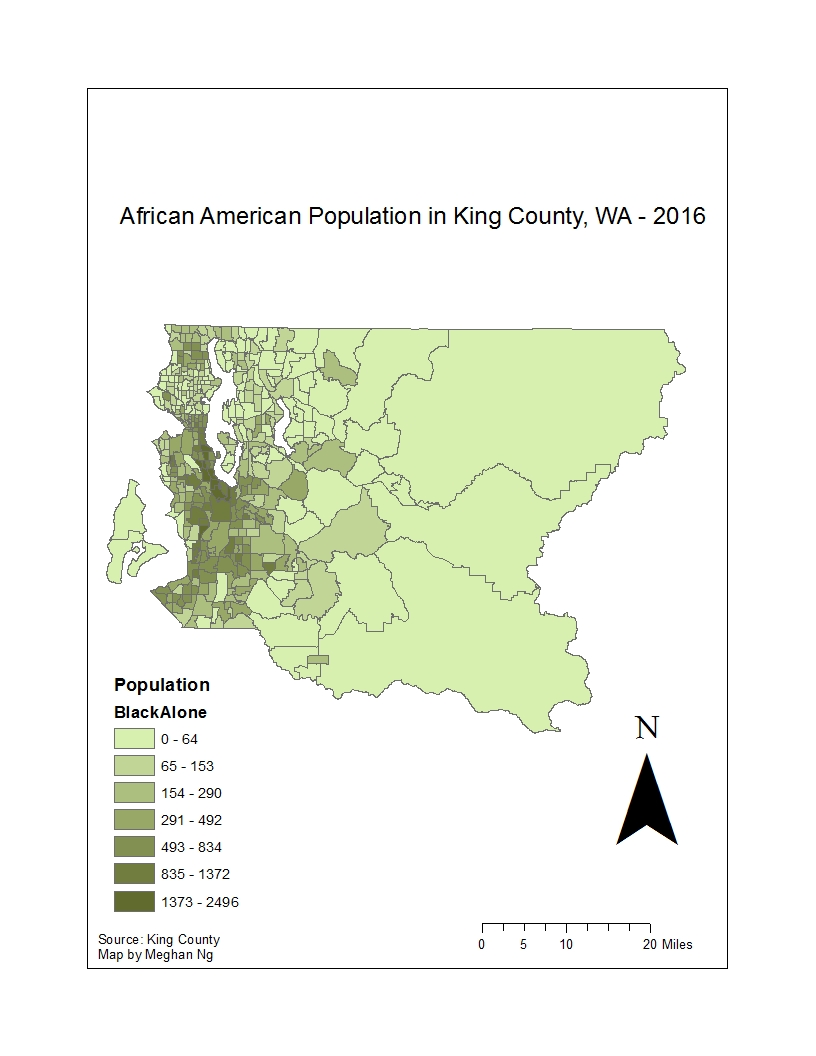 African American Population in King County, WA - 2016
Population
BlackAlone
0 - 64
65 - 153
154 - 290
291 - 492
493 - 834
835 - 1372
1373 - 2496
N
Source: King County
Map by Meghan Ng
0 5 10 20 Miles